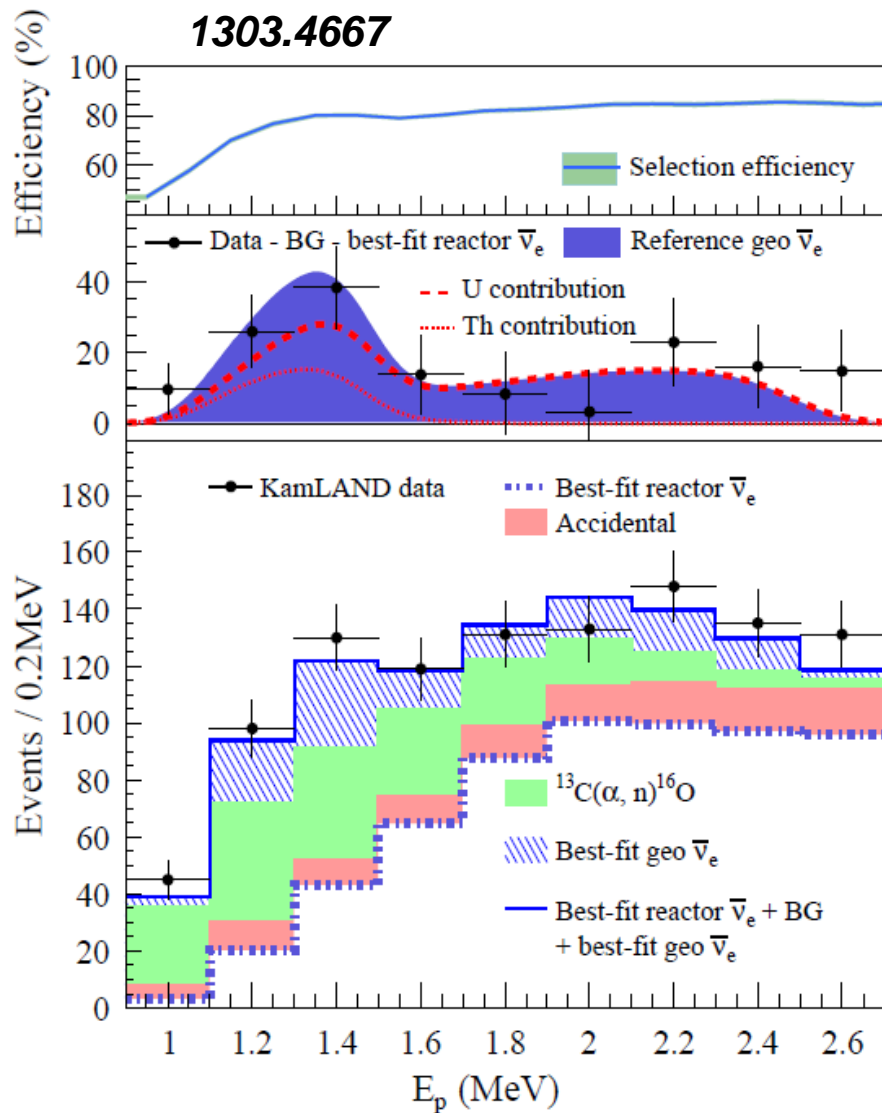 1303.4667
Efficiency (%)
100
80
60
Selection efficiency
Data - BG - best-fit reactor ν̅e
Reference geo ν̅e
40
20
0
U contribution
Th contribution
Events / 0.2MeV
180
160
140
120
100
80
60
40
20
0
KamLAND data
Best-fit reactor ν̅e
Accidental
¹³C(α, n)¹⁶O
Best-fit geo ν̅e
Best-fit reactor ν̅e + BG
+ best-fit geo ν̅e
1 1.2 1.4 1.6 1.8 2 2.2 2.4 2.6
Ep (MeV)